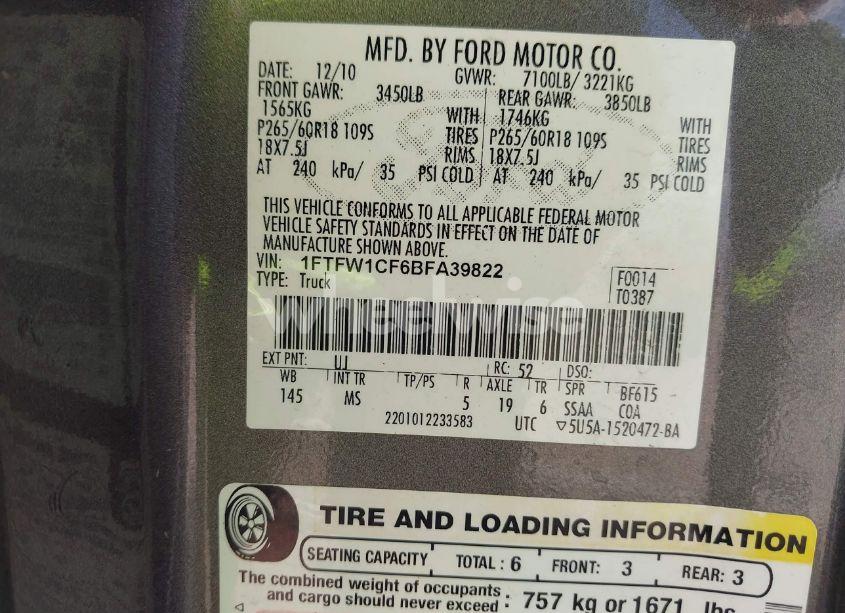 MFD. BY FORD MOTOR CO.
DATE: 12/10 GVWR: 7100LB/ 3221KG
FRONT GAWR: 3450LB REAR GAWR: 3850LB
1565KG WITH 1746KG WITH
P265/60R18 109S TIRES P265/60R18 109S TIRES
18X7.5J RIMS 18X7.5J RIMS
AT 240 kPa/ 35 PSI COLD AT 240 kPa/ 35 PSI COLD
THIS VEHICLE CONFORMS TO ALL APPLICABLE FEDERAL MOTOR
VEHICLE SAFETY STANDARDS IN EFFECT ON THE DATE OF
MANUFACTURE SHOWN ABOVE.
VIN: 1FTFW1CF6BFA39822 F0014
TYPE: Truck T0387
wheelwise
EXT PNT: UJ RC: 52 DSO:
WB INT TR TP/PS R AXLE TR SPR BF615
145 MS 5 19 6 SSAA COA
2201012233583 UTC ▽5U5A-1520472-BA
TIRE AND LOADING INFORMATION
SEATING CAPACITY TOTAL : 6 FRONT: 3 REAR: 3
The combined weight of occupants
and cargo should never exceed : 757 kg or 1671 lbs